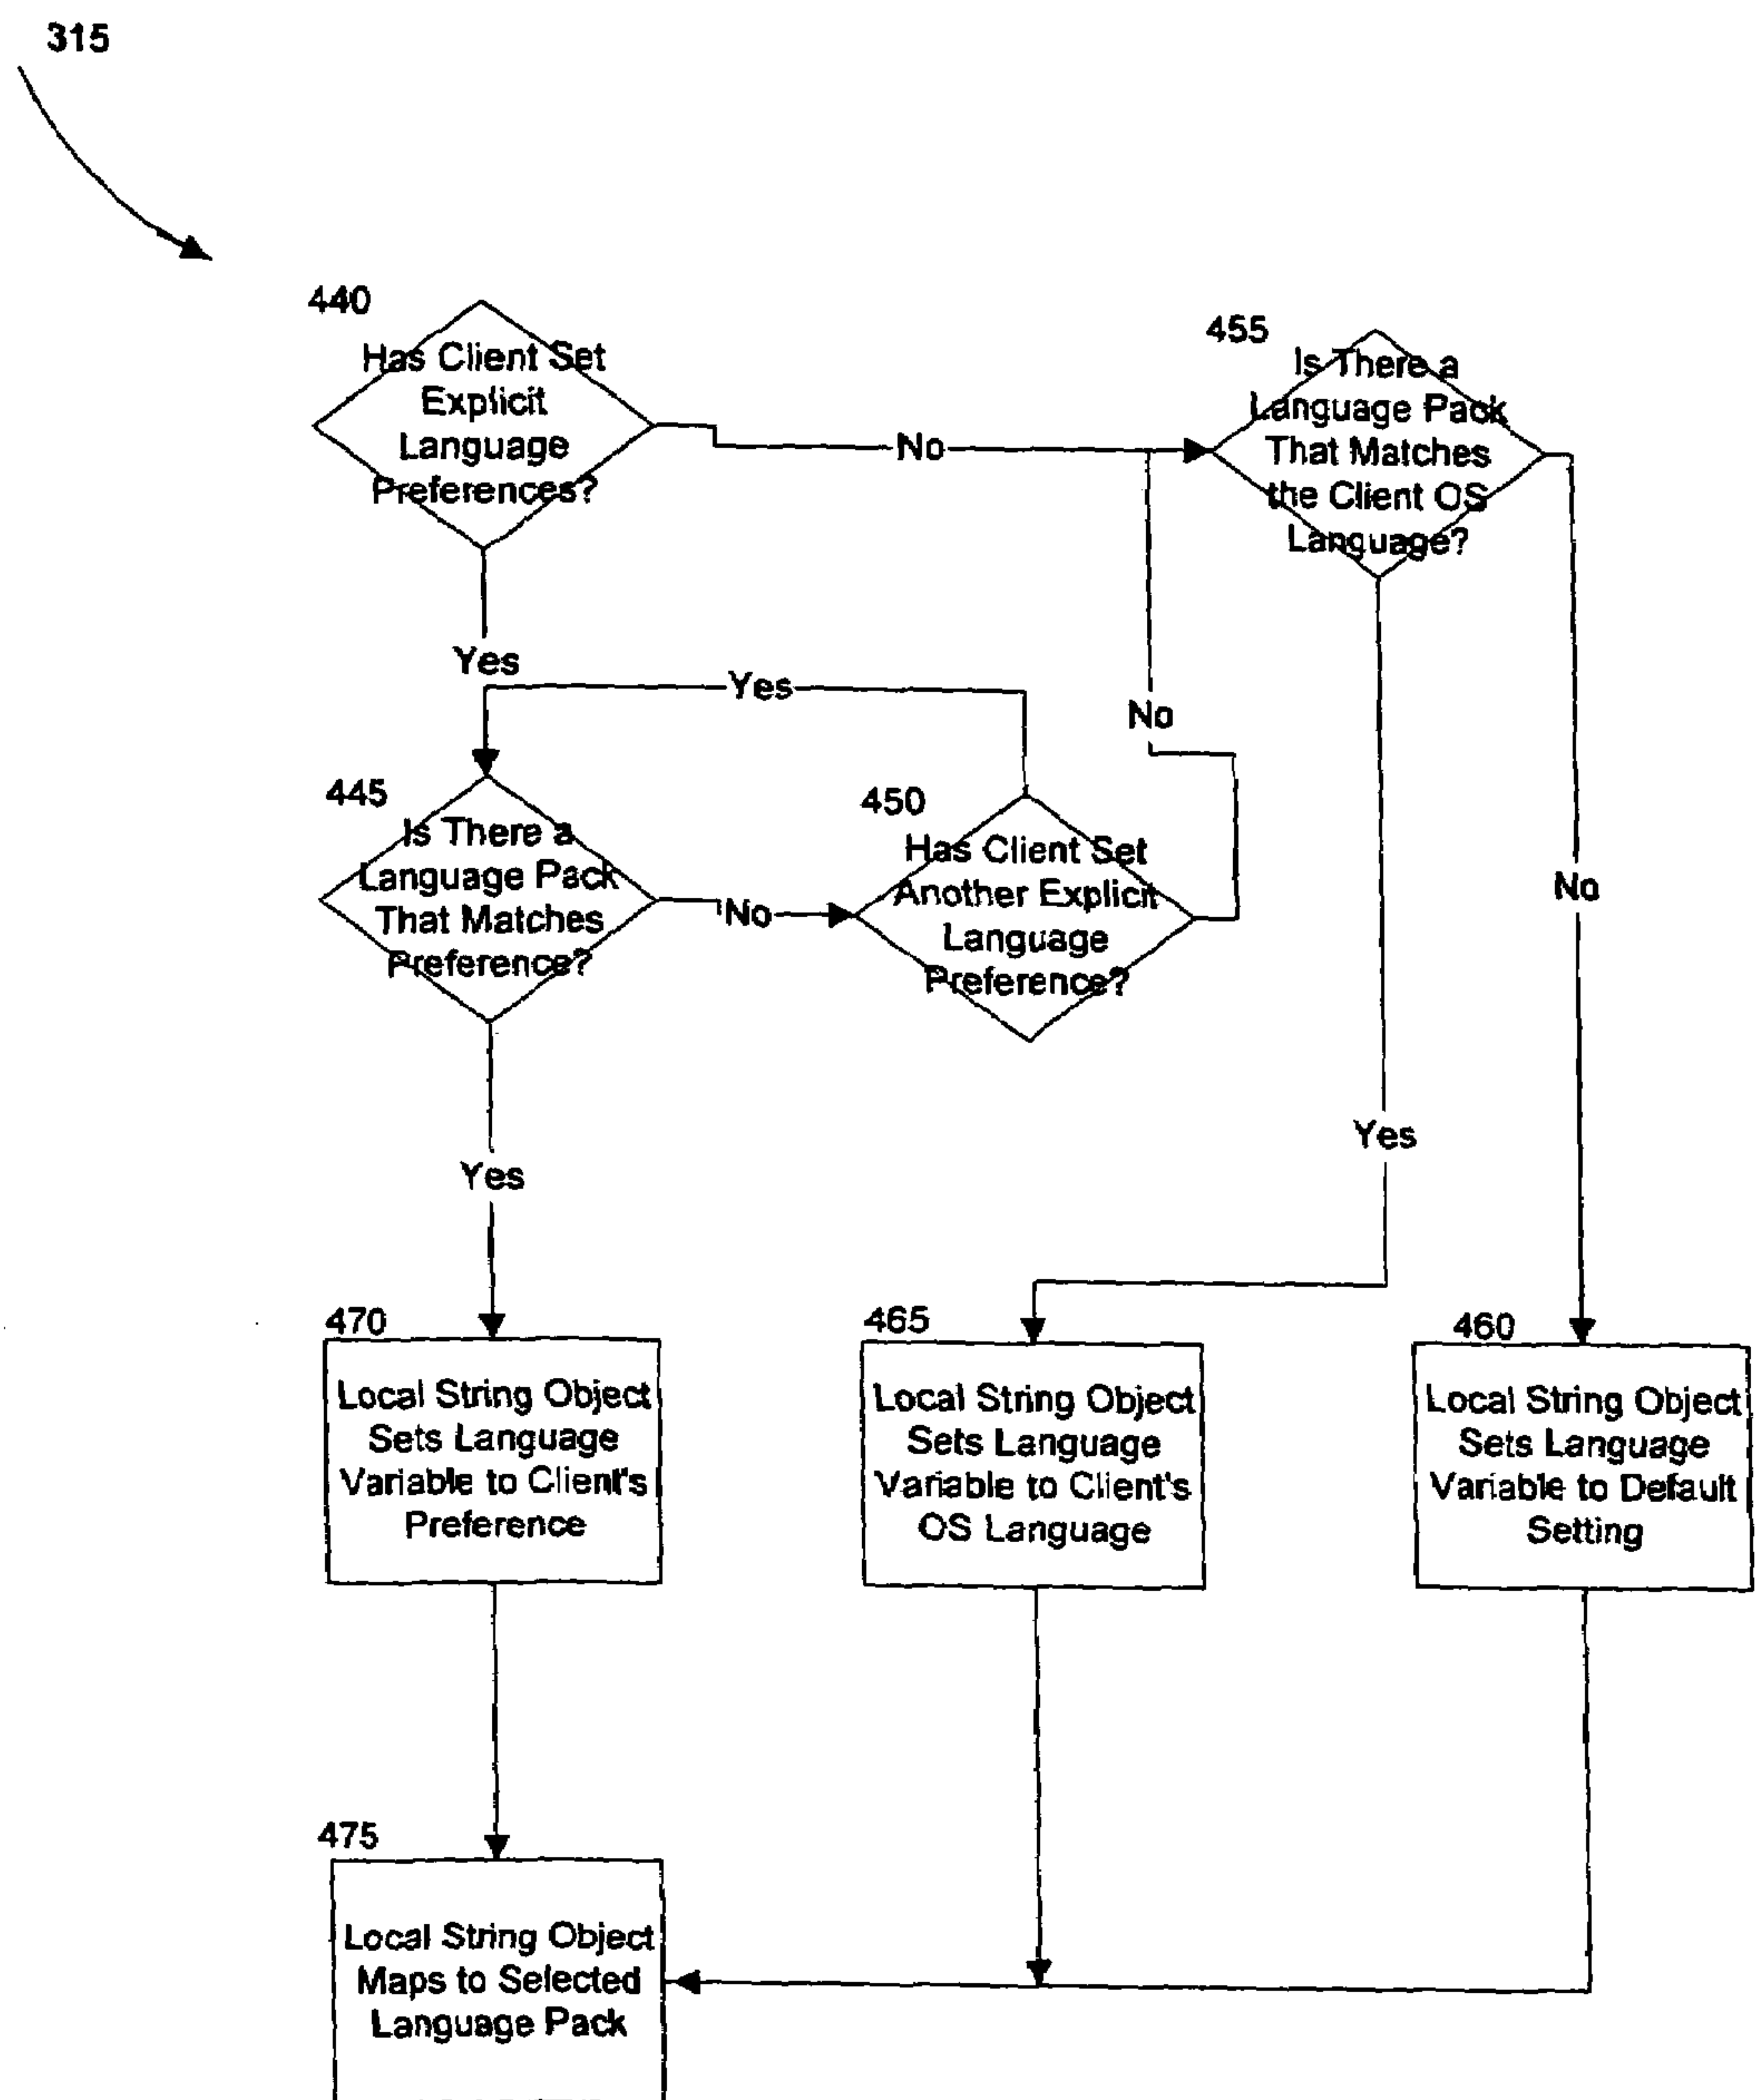 315
440
Has Client Set
Explicit
Language
Preferences?
No
455
Is There a
Language Pack
That Matches
the Client OS
Language?
Yes
Yes
No
No
445
Is There a
Language Pack
That Matches
Preference?
No
450
Has Client Set
Another Explicit
Language
Preference?
Yes
Yes
470
Local String Object
Sets Language
Variable to Client's
Preference
465
Local String Object
Sets Language
Variable to Client's
OS Language
460
Local String Object
Sets Language
Variable to Default
Setting
475
Local String Object
Maps to Selected
Language Pack